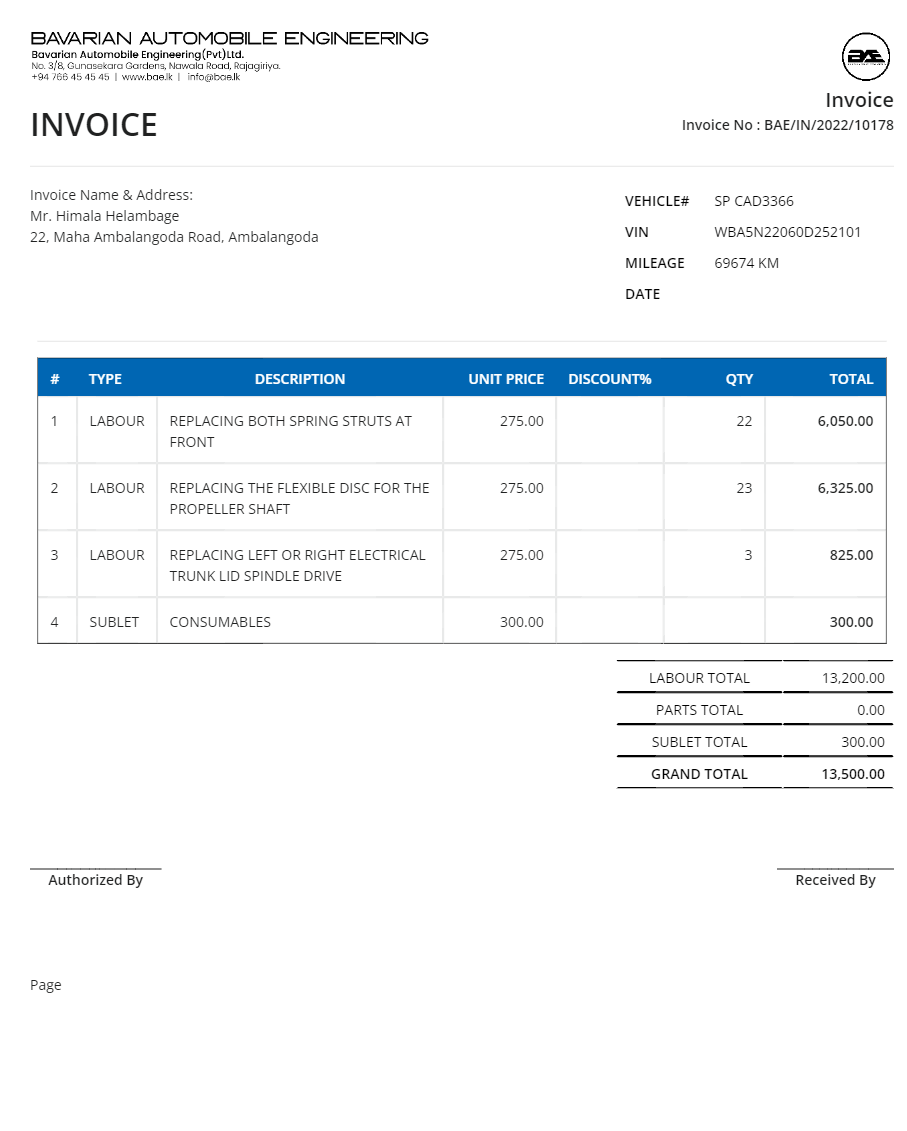 BAVARIAN AUTOMOBILE ENGINEERING
Bavarian Automobile Engineering(Pvt)Ltd.
No. 3/8, Gunasekara Gardens, Nawala Road, Rajagiriya.
+94 766 45 45 45 | www.bae.lk | info@bae.lk
BAE
Invoice
INVOICE
Invoice No : BAE/IN/2022/10178
Invoice Name & Address:
Mr. Himala Helambage
22, Maha Ambalangoda Road, Ambalangoda
VEHICLE# SP CAD3366
VIN WBA5N22060D252101
MILEAGE 69674 KM
DATE
# TYPE DESCRIPTION UNIT PRICE DISCOUNT% QTY TOTAL
1 LABOUR REPLACING BOTH SPRING STRUTS AT 275.00 22 6,050.00
FRONT
2 LABOUR REPLACING THE FLEXIBLE DISC FOR THE 275.00 23 6,325.00
PROPELLER SHAFT
3 LABOUR REPLACING LEFT OR RIGHT ELECTRICAL 275.00 3 825.00
TRUNK LID SPINDLE DRIVE
4 SUBLET CONSUMABLES 300.00 300.00
LABOUR TOTAL 13,200.00
PARTS TOTAL 0.00
SUBLET TOTAL 300.00
GRAND TOTAL 13,500.00
Authorized By Received By
Page